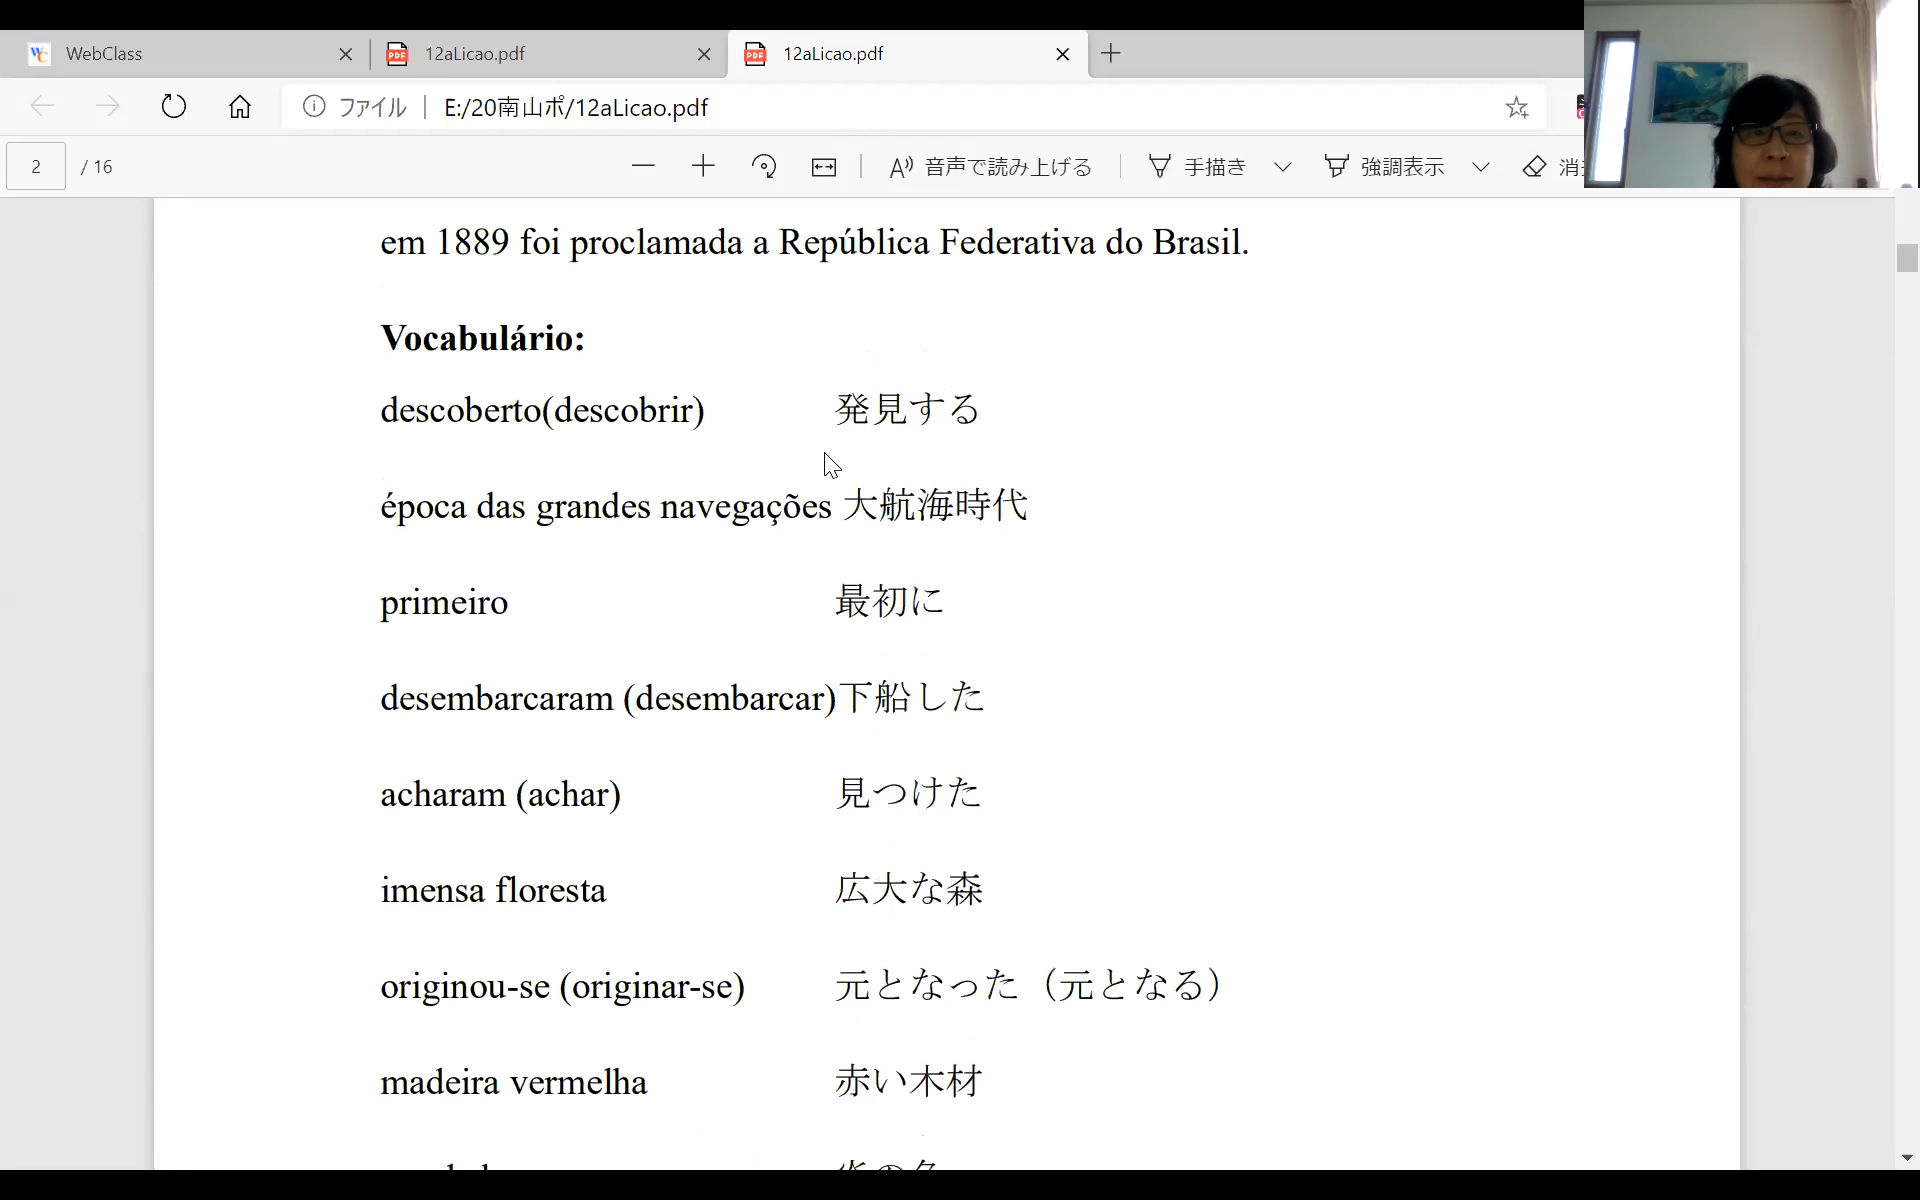 WebClass
12aLicao.pdf
12aLicao.pdf
ファイル | E:/20南山ポ/12aLicao.pdf
2 / 16
音声で読み上げる 手描き 強調表示
em 1889 foi proclamada a República Federativa do Brasil.
Vocabulário:
descoberto(descobrir) 発見する
época das grandes navegações 大航海時代
primeiro 最初に
desembarcaram (desembarcar)下船した
acharam (achar) 見つけた
imensa floresta 広大な森
originou-se (originar-se) 元となった（元となる）
madeira vermelha 赤い木材